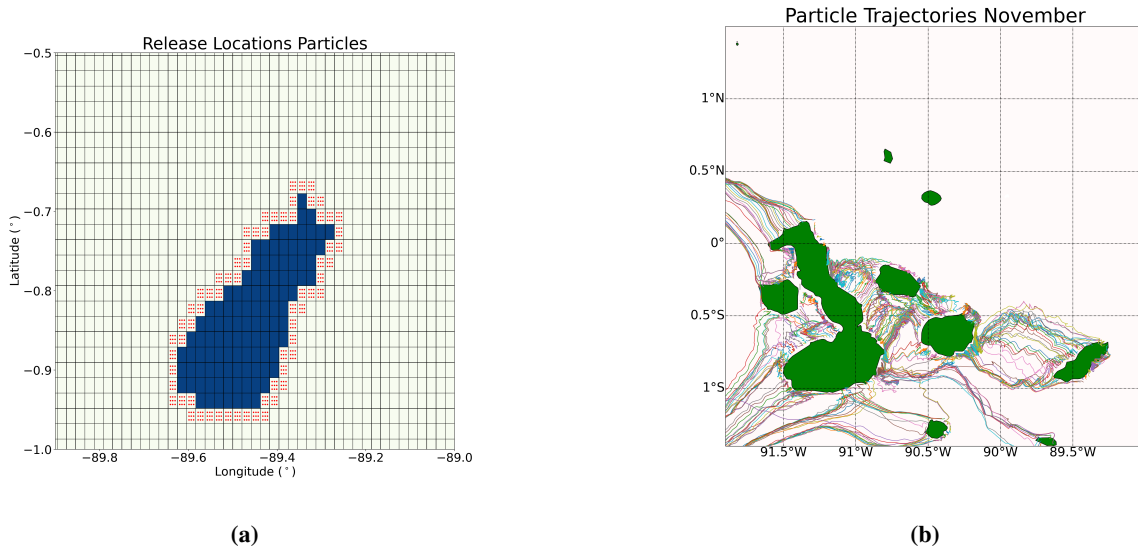 Release Locations Particles
−0.5
−0.6
−0.7
−0.8
−0.9
−1.0
Latitude (°)
−89.8
−89.6
−89.4
−89.2
−89.0
Longitude (°)
(a)
Particle Trajectories November
1°N
0.5°N
0°
0.5°S
1°S
91.5°W
91°W
90.5°W
90°W
89.5°W
(b)